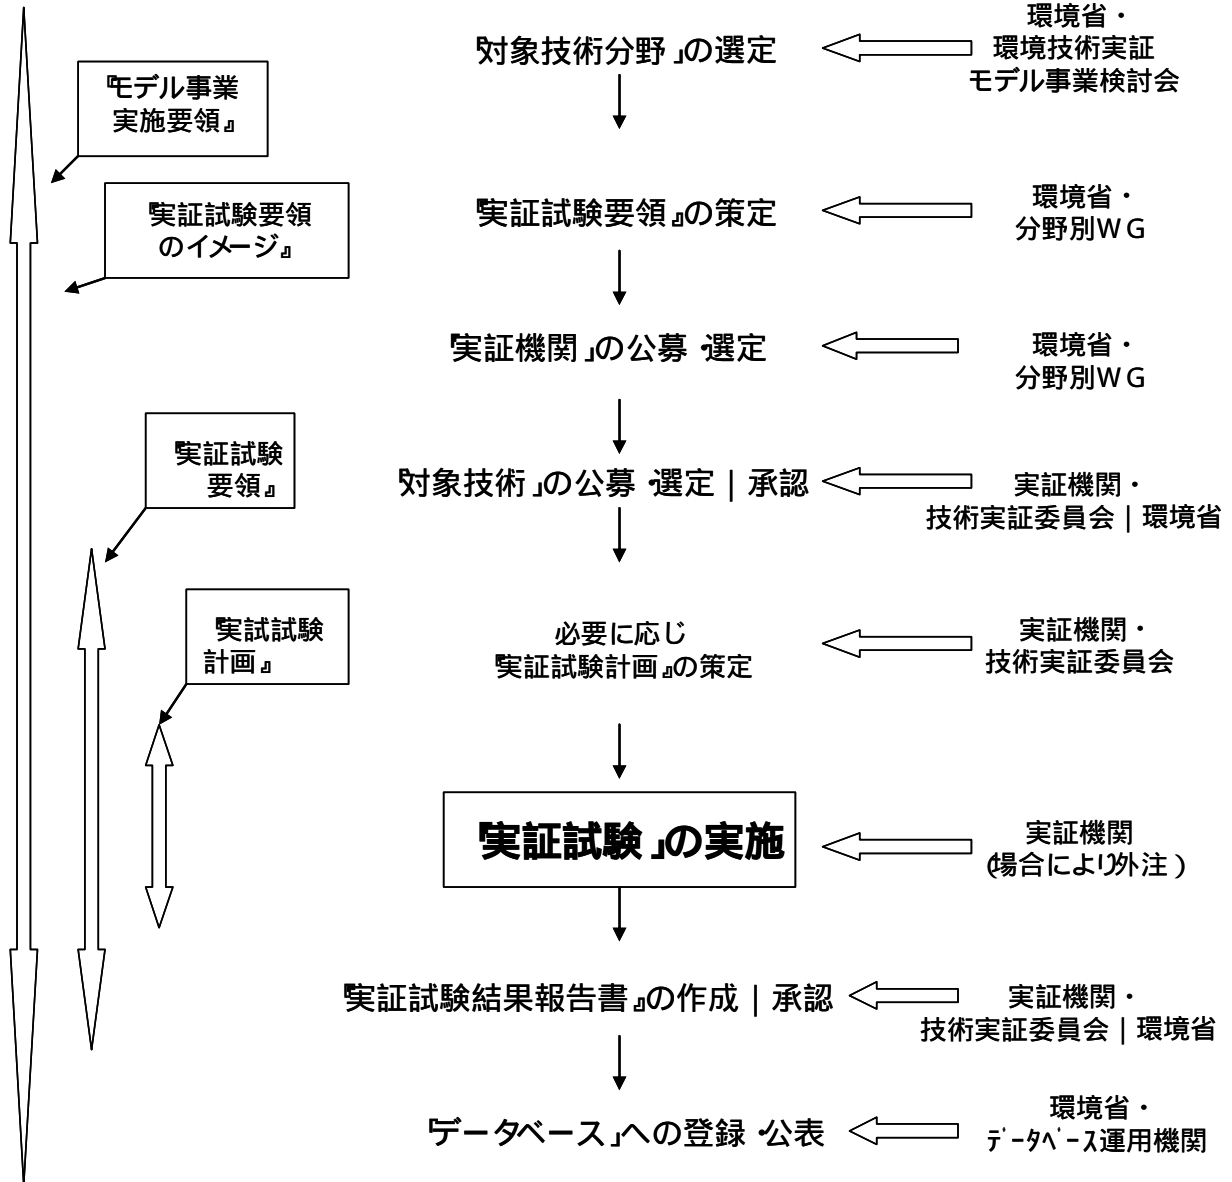 「対象技術分野」の選定
環境省・
環境技術実証
モデル事業検討会
『モデル事業
実施要領』
『実証試験要領
のイメージ』
『実証試験要領』の策定
環境省・
分野別WG
「実証機関」の公募・選定
環境省・
分野別WG
『実証試験
要領』
「対象技術」の公募・選定|承認
実証機関・
技術実証委員会|環境省
『実試試験
計画』
必要に応じ
『実証試験計画』の策定
実証機関・
技術実証委員会
「実証試験」の実施
実証機関
(場合により外注)
『実証試験結果報告書』の作成|承認
実証機関・
技術実証委員会|環境省
「データベース」への登録・公表
環境省・
データベース運用機関